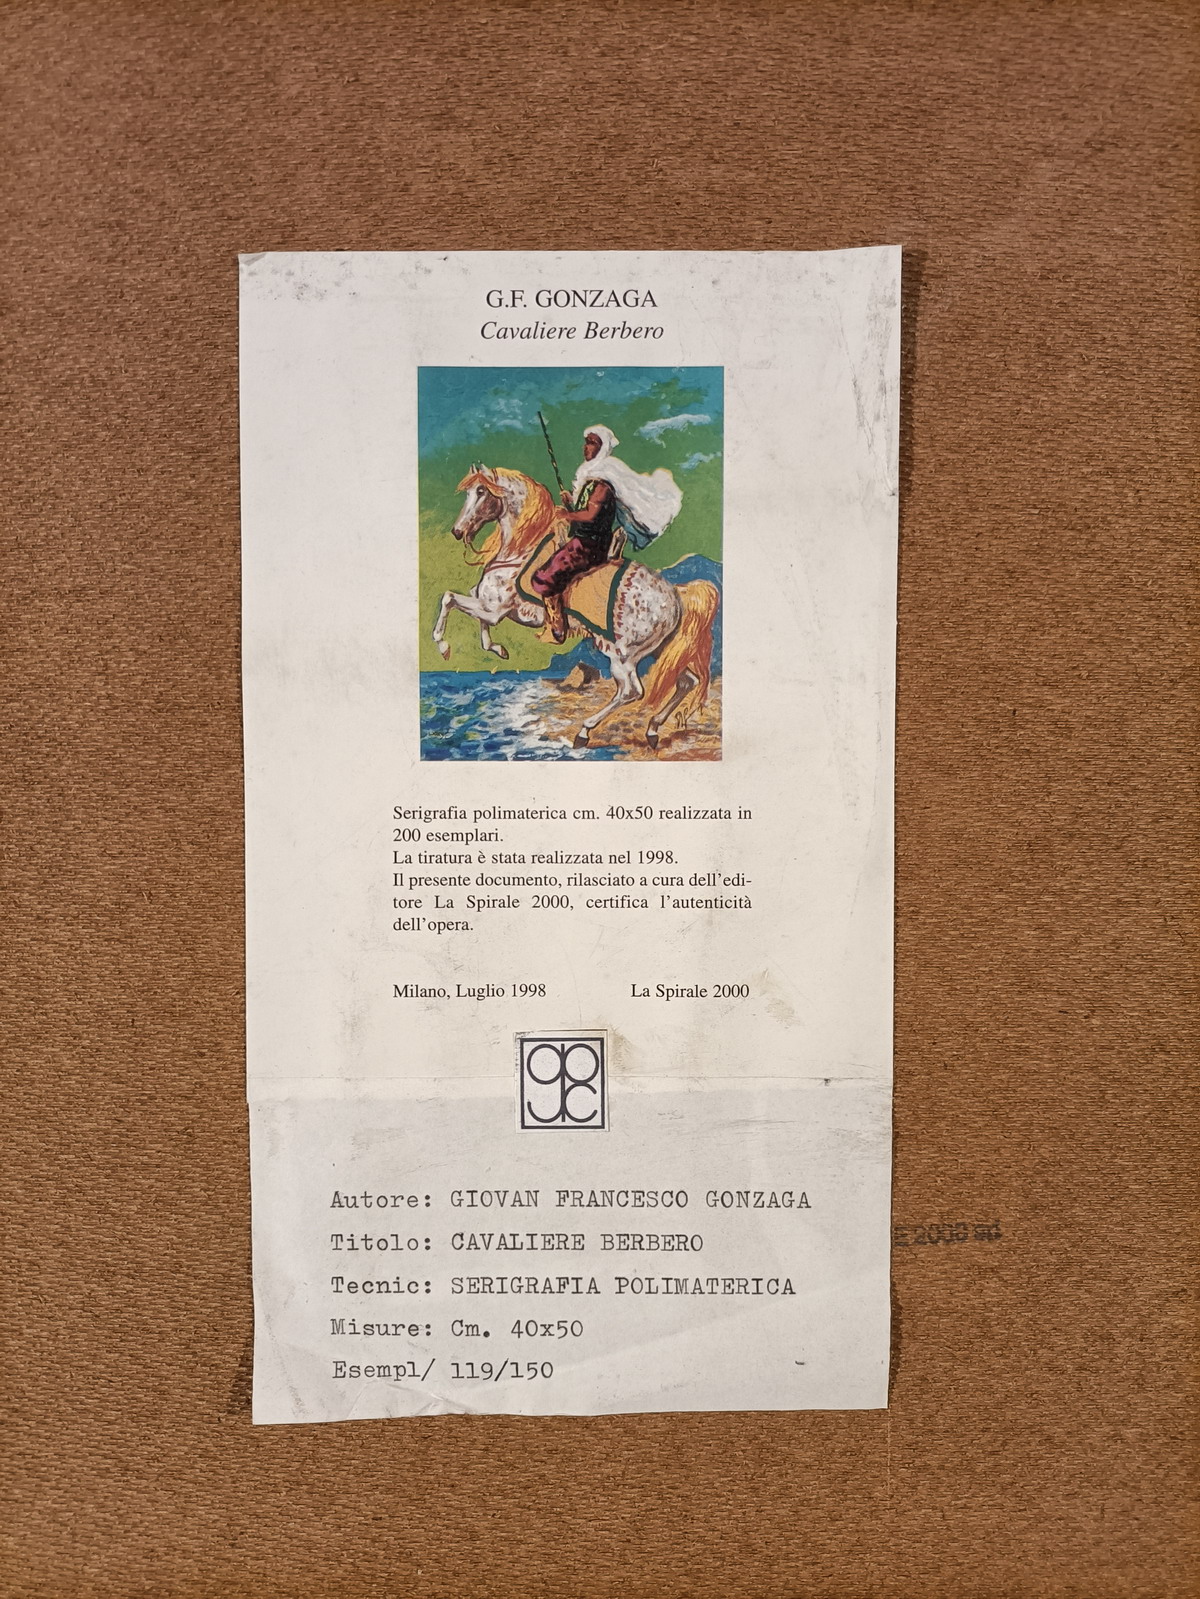 G.F. GONZAGA
Cavaliere Berbero
Serigrafia polimaterica cm. 40x50 realizzata in
200 esemplari.
La tiratura è stata realizzata nel 1998.
Il presente documento, rilasciato a cura dell'edi-
tore La Spirale 2000, certifica l'autenticità
dell'opera.
Milano, Luglio 1998 La Spirale 2000
Autore: GIOVAN FRANCESCO GONZAGA
Titolo: CAVALIERE BERBERO
Tecnic: SERIGRAFIA POLIMATERICA
Misure: Cm. 40x50
Esempl/ 119/150
2000